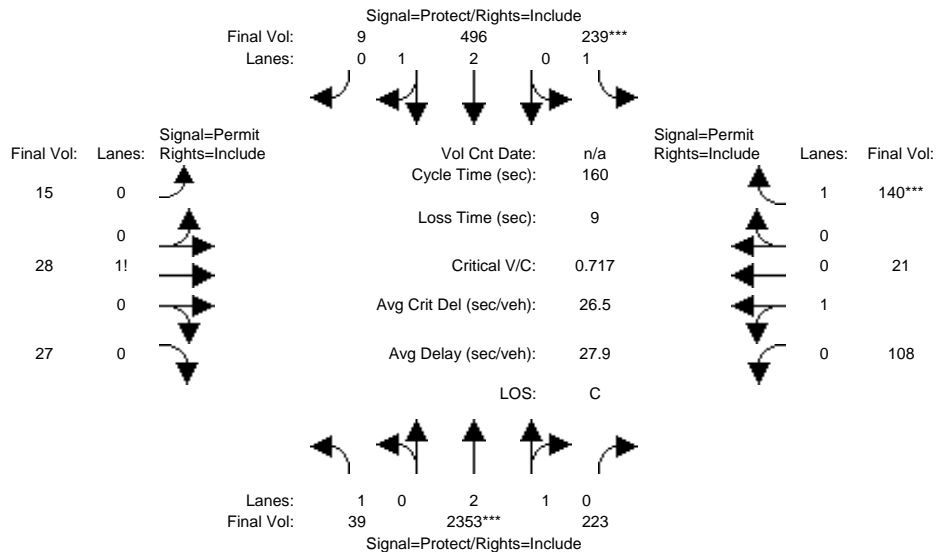 Signal=Protect/Rights=Include
Final Vol: 9 496 239***
Lanes: 0 1 2 0 1
Signal=Permit Signal=Permit
Final Vol: Lanes: Rights=Include Vol Cnt Date: n/a Rights=Include Lanes: Final Vol:
Cycle Time (sec): 160
15 0 1 140***
Loss Time (sec): 9
0 0
28 1! Critical V/C: 0.717 0 21
0 Avg Crit Del (sec/veh): 26.5 1
27 0 Avg Delay (sec/veh): 27.9 0 108
LOS: C
Lanes: 1 0 2 1 0
Final Vol: 39 2353*** 223
Signal=Protect/Rights=Include